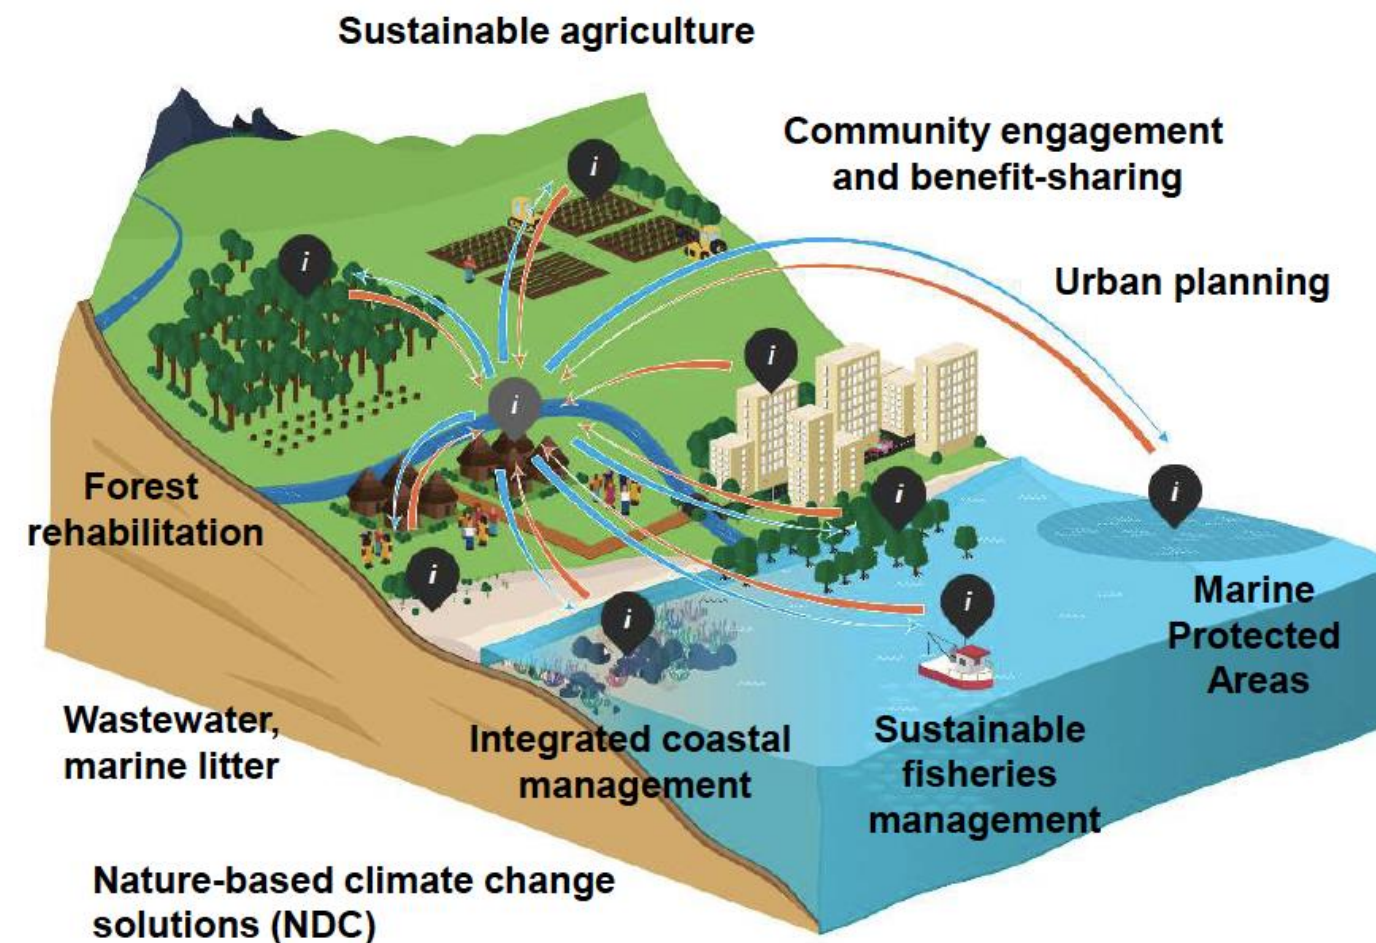 Sustainable agriculture
Community engagement
and benefit-sharing
Urban planning
i
i
i
i
Forest
rehabilitation
i
i
i
i
i
Marine
Protected
Areas
Wastewater,
marine litter
Integrated coastal
management
Sustainable
fisheries
management
Nature-based climate change
solutions (NDC)